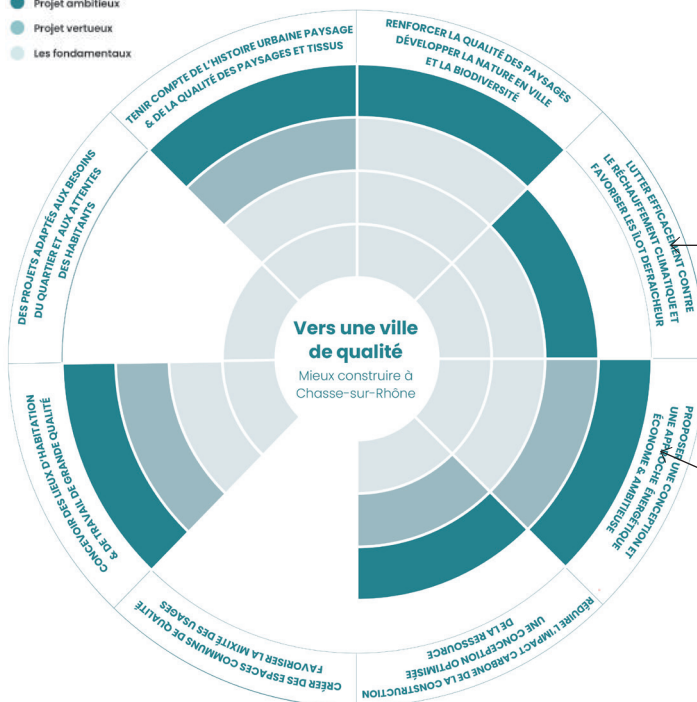 Projet ambitieux
Projet vertueux
Les fondamentaux
TENIR COMPTE DE L'HISTOIRE URBAINE PAYSAGE
& DE LA QUALITÉ DES PAYSAGES ET TISSUS
RENFORCER LA QUALITÉ DES PAYSAGES
DÉVELOPPER LA NATURE EN VILLE
ET LA BIODIVERSITÉ
LUTTER EFFICACEMENT CONTRE
LE RÉCHAUFFEMENT CLIMATIQUE ET
FAVORISER LES ÎLOT DEFRAICHEUR
PROPOSER UNE CONCEPTION ET
UNE APPROCHE ÉNERGÉTIQUE
ÉCONOME & AMBITIEUSE
RÉDUIRE L'IMPACT CARBONE DE LA CONSTRUCTION
UNE CONCEPTION OPTIMISÉE
DE LA RESSOURCE
CRÉER DES ESPACES COMMUNS DE QUALITÉ
FAVORISER LA MIXITÉ DES USAGES
CONCEVOIR DES LIEUX D'HABITATION
& DE TRAVAIL DE GRANDE QUALITÉ
DES PROJETS ADAPTÉS AUX BESOINS
DU QUARTIER ET AUX ATTENTES
DES HABITANTS
Vers une ville
de qualité
Mieux construire à
Chasse-sur-Rhône